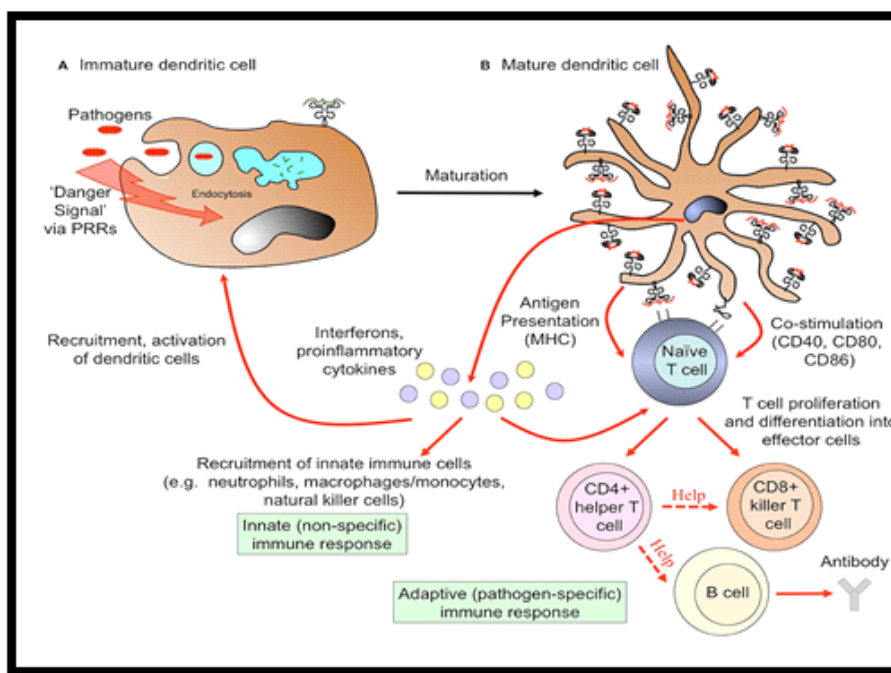 A Immature dendritic cell
B Mature dendritic cell
Pathogens
Endocytosis
'Danger
Signal'
via PRRs
Maturation
Recruitment, activation
of dendritic cells
Interferons,
proinflammatory
cytokines
Antigen
Presentation
(MHC)
Naïve
T cell
Co-stimulation
(CD40, CD80,
CD86)
T cell proliferation
and differentiation into
effector cells
Recruitment of innate immune cells
(e.g. neutrophils, macrophages/monocytes,
natural killer cells)
Innate (non-specific)
immune response
CD4+
helper T
cell
Help
CD8+
killer T
cell
Help
B cell
Antibody
Adaptive (pathogen-specific)
immune response